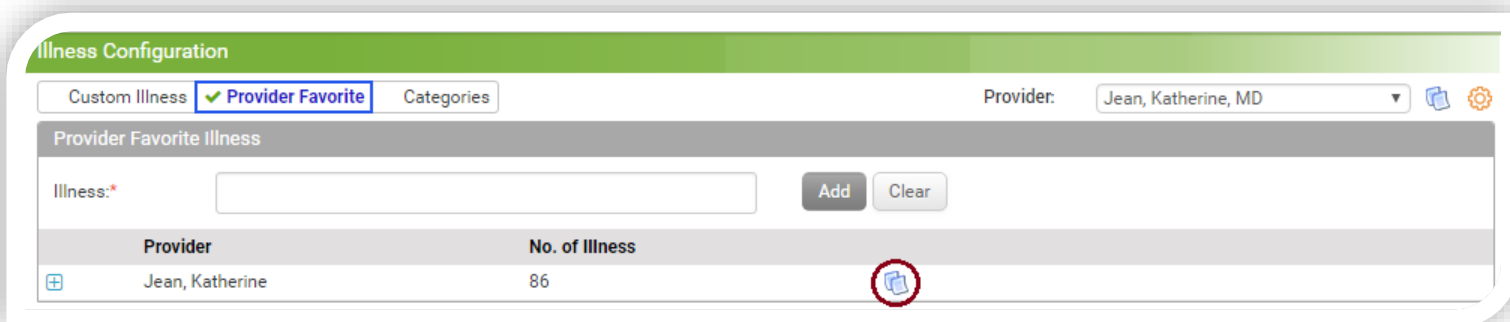 Illness Configuration
Custom Illness Provider Favorite Categories Provider: Jean, Katherine, MD
Provider Favorite Illness
Illness:* Add Clear
Provider No. of Illness
Jean, Katherine 86